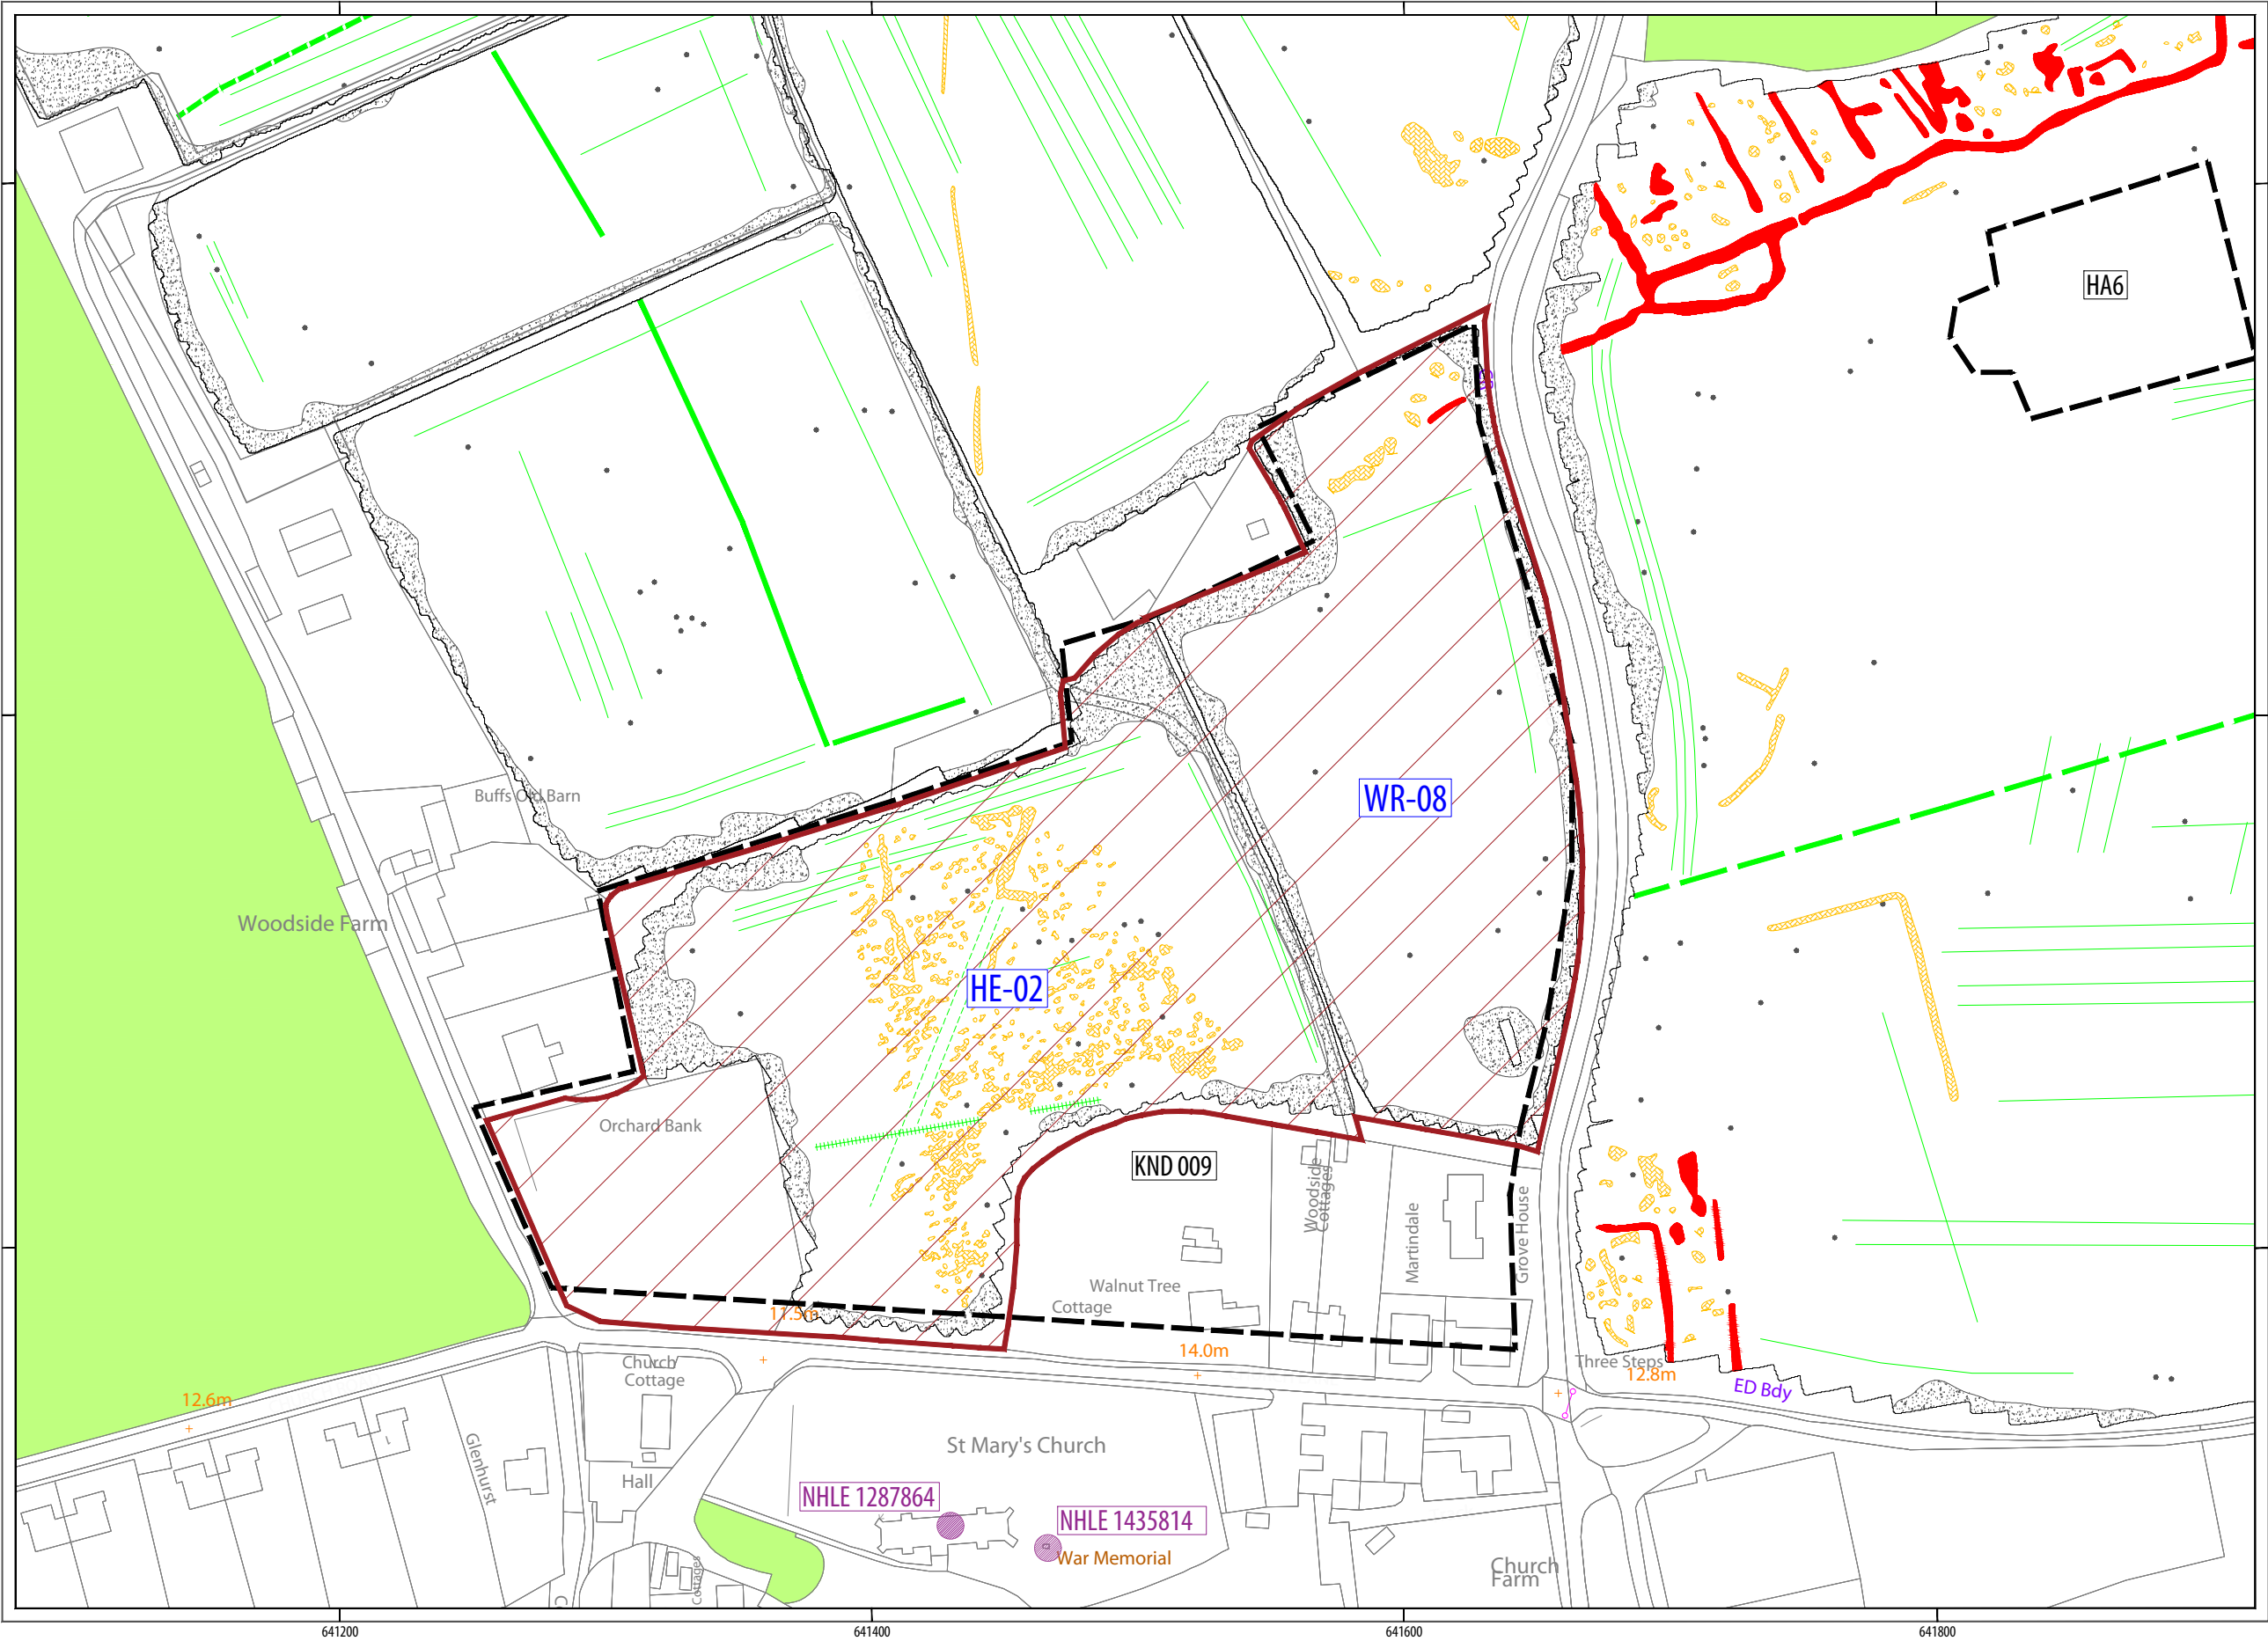 HA6
Buffs Old Barn
WR-08
Woodside Farm
HE-02
Orchard Bank
KND 009
Woodside
Cottages
Martindale
Grove House
Walnut Tree
Cottage
11.5m
14.0m
Church
Cottage
Three Steps
12.8m
ED Bdy
12.6m
Glenhurst
St Mary's Church
Hall
NHLE 1287864
NHLE 1435814
War Memorial
Church
Farm
Cottages
641200
641400
641600
641800